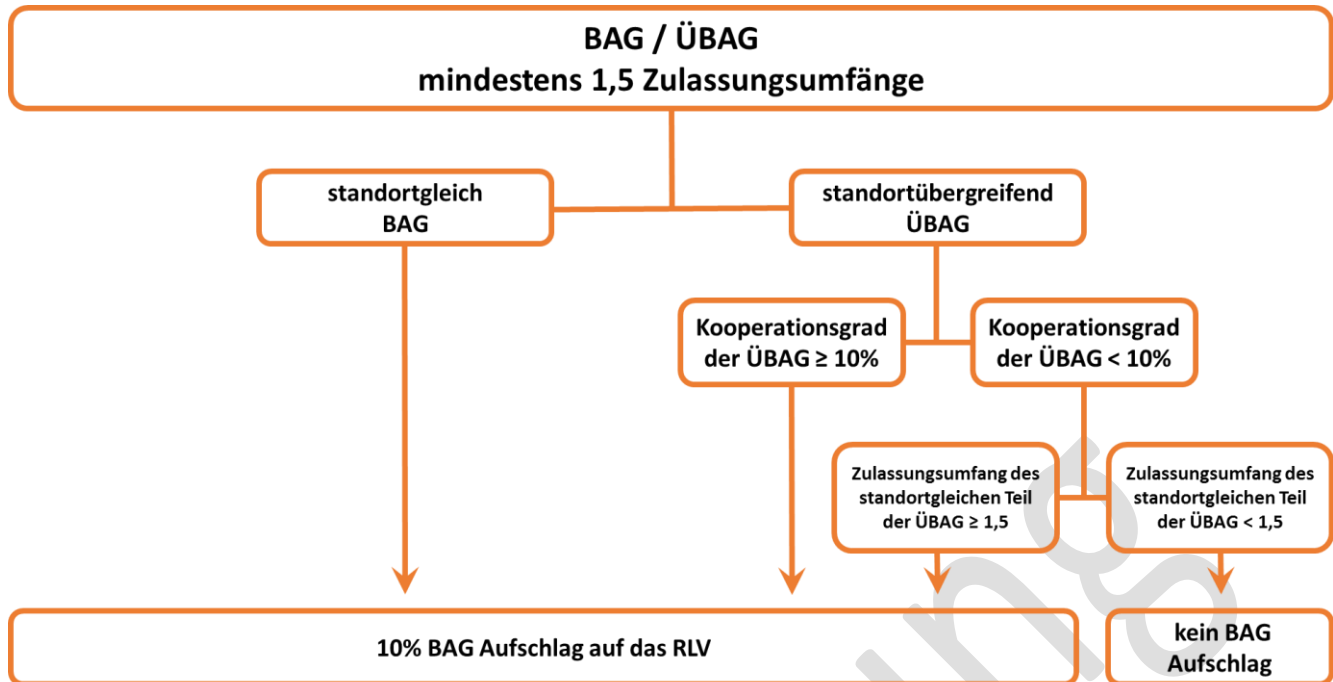 BAG / ÜBAG
mindestens 1,5 Zulassungsumfänge
standortgleich
BAG
standortübergreifend
ÜBAG
Kooperationsgrad
der ÜBAG ≥ 10%
Kooperationsgrad
der ÜBAG < 10%
Zulassungsumfang des
standortgleichen Teil
der ÜBAG ≥ 1,5
Zulassungsumfang des
standortgleichen Teil
der ÜBAG < 1,5
10% BAG Aufschlag auf das RLV
kein BAG
Aufschlag